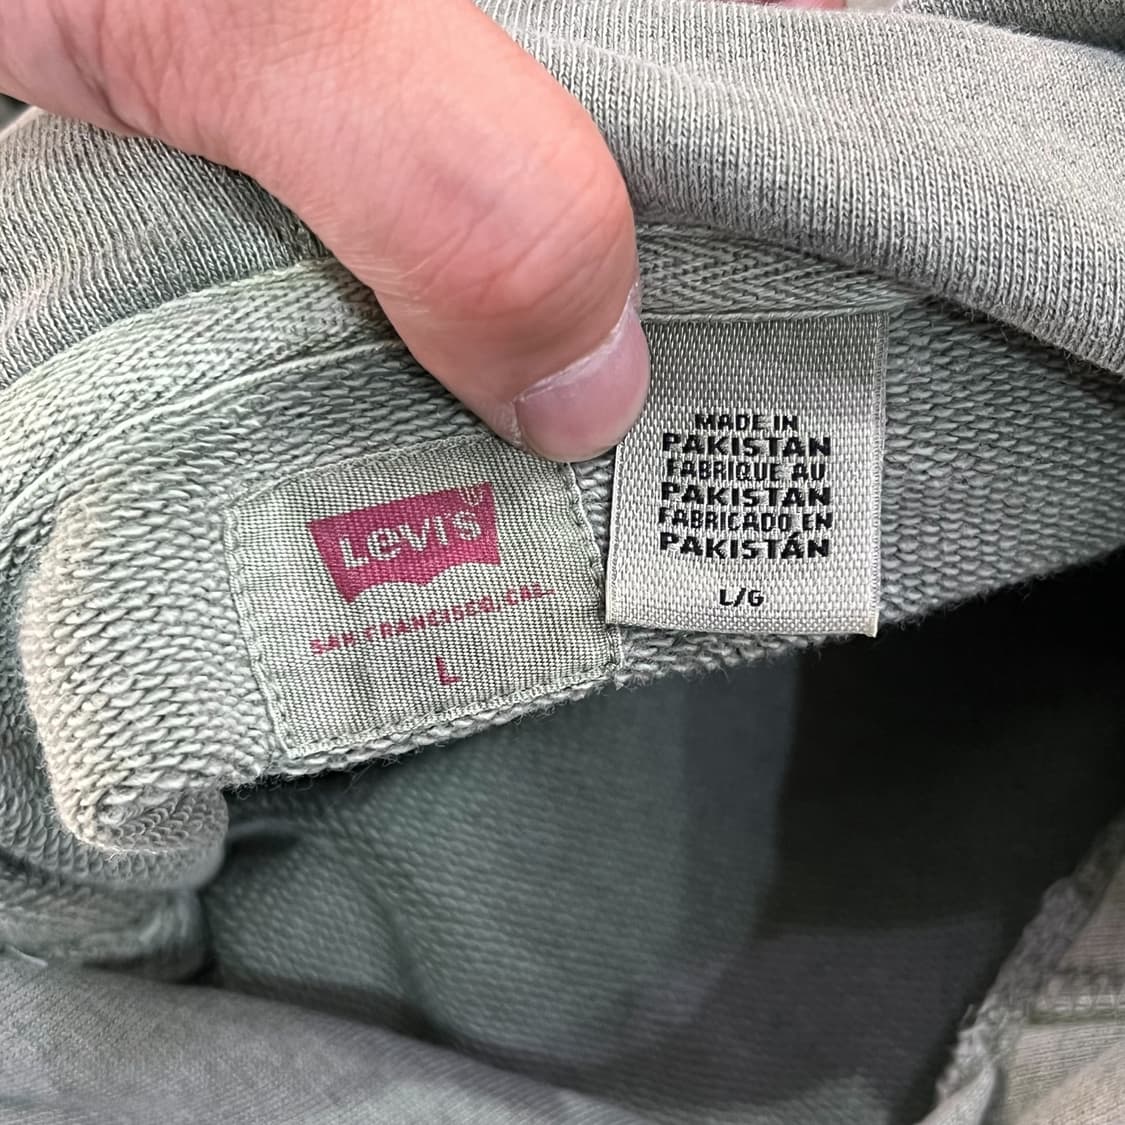 LEVI'S
SAN FRANCISCO, CAL.
L
MADE IN
PAKISTAN
FABRIQUE AU
PAKISTAN
FABRICADO EN
PAKISTÁN
L/G